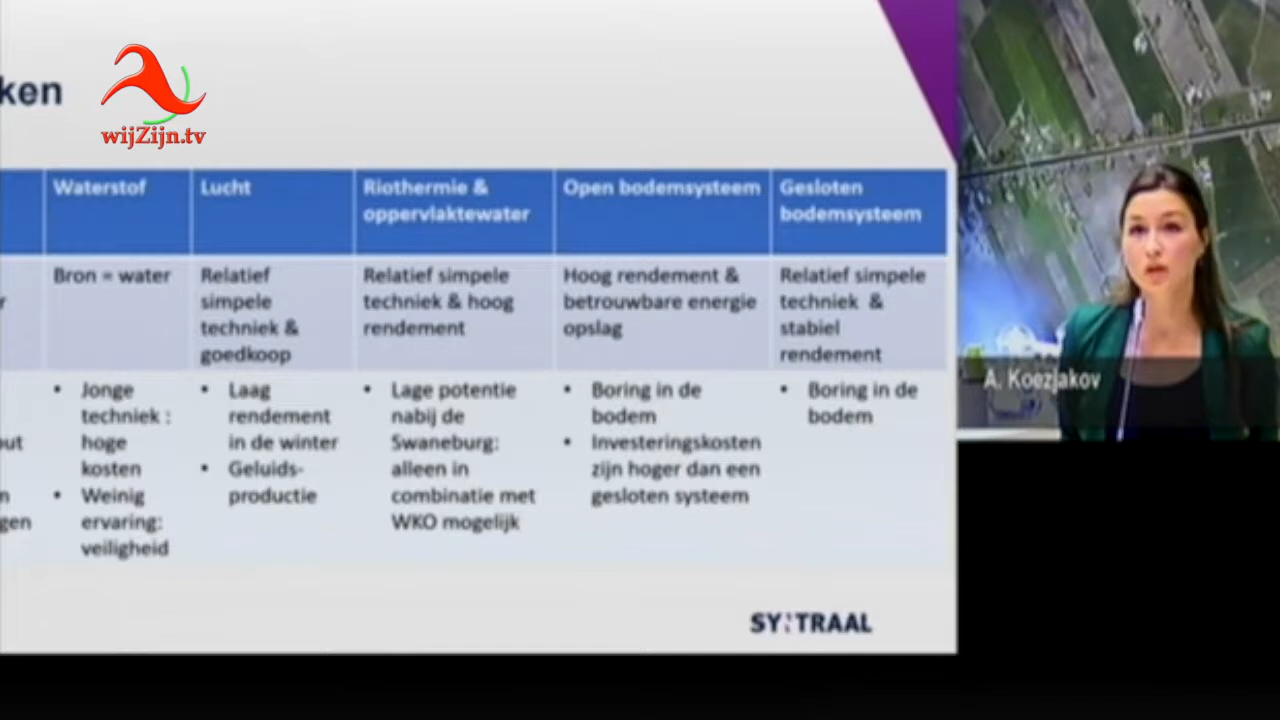 ken
wijZijn.tv
Waterstof
Lucht
Riothermie &
oppervlaktewater
Open bodemsysteem
Gesloten
bodemsysteem
Bron = water
Relatief
simpele
techniek &
goedkoop
Relatief simpele
techniek & hoog
rendement
Hoog rendement &
betrouwbare energie
opslag
Relatief simpele
techniek &
stabiel
rendement
• Jonge
techniek :
hoge
kosten
• Weinig
ervaring:
veiligheid
• Laag
rendement
in de winter
• Geluids-
productie
• Lage potentie
nabij de
Swaneburg:
alleen in
combinatie met
WKO mogelijk
• Boring in de
bodem
• Investeringskosten
zijn hoger dan een
gesloten systeem
• Boring in de
bodem
A. Koezjakov
SYNTRAAL